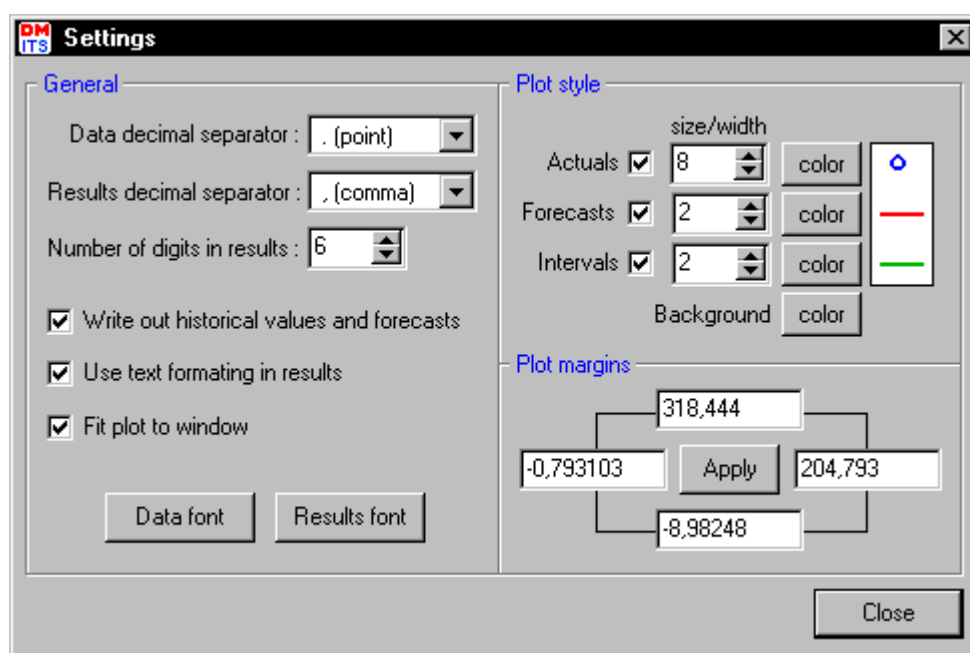 DM
ITS
Settings
General
Data decimal separator : . (point)
Results decimal separator : , (comma)
Number of digits in results : 6
Write out historical values and forecasts
Use text formating in results
Fit plot to window
Data font Results font
Plot style
size/width
Actuals 8 color
Forecasts 2 color
Intervals 2 color
Background color
Plot margins
318,444
-0,793103 Apply 204,793
-8,98248
Close